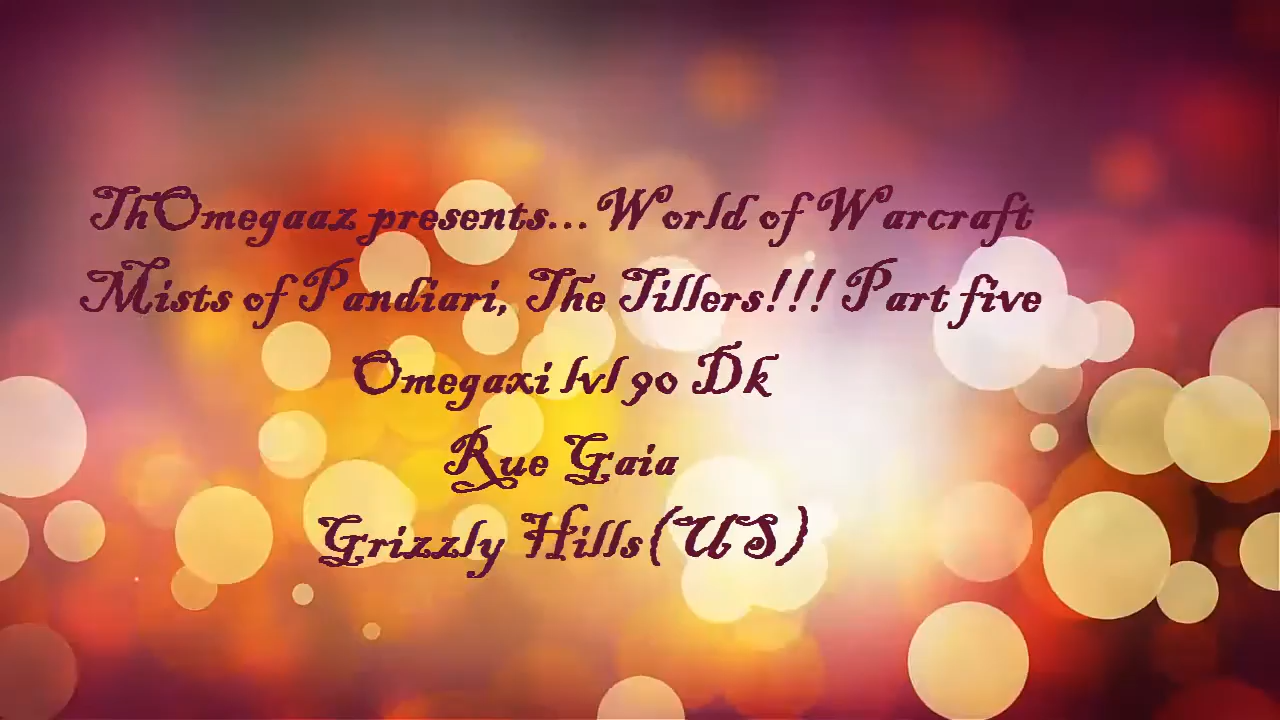 ThOmegaaz presents... World of Warcraft
Mists of Pandiari, The Tillers!!! Part five
Omegaxi lvl 90 Dk
Rue Gaia
Grizzly Hills(US)